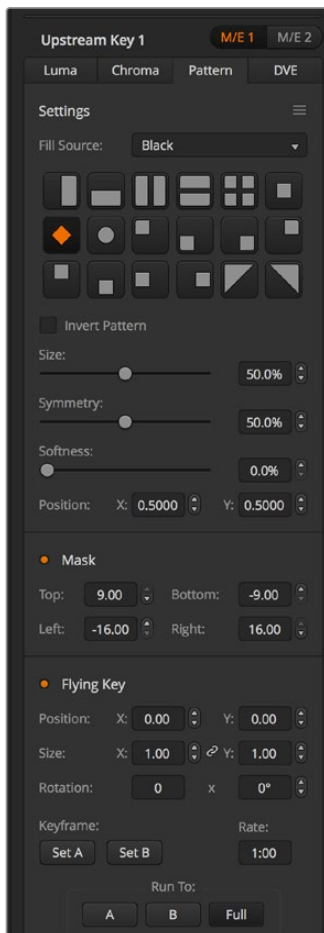 Upstream Key 1 M/E 1 M/E 2
Luma Chroma Pattern DVE
Settings
Fill Source: Black
Invert Pattern
Size:
50.0%
Symmetry:
50.0%
Softness:
0.0%
Position: X: 0.5000 Y: 0.5000
Mask
Top: 9.00 Bottom: -9.00
Left: -16.00 Right: 16.00
Flying Key
Position: X: 0.00 Y: 0.00
Size: X: 1.00 Y: 1.00
Rotation: 0 x 0°
Keyframe: Rate:
Set A Set B 1:00
Run To:
A B Full